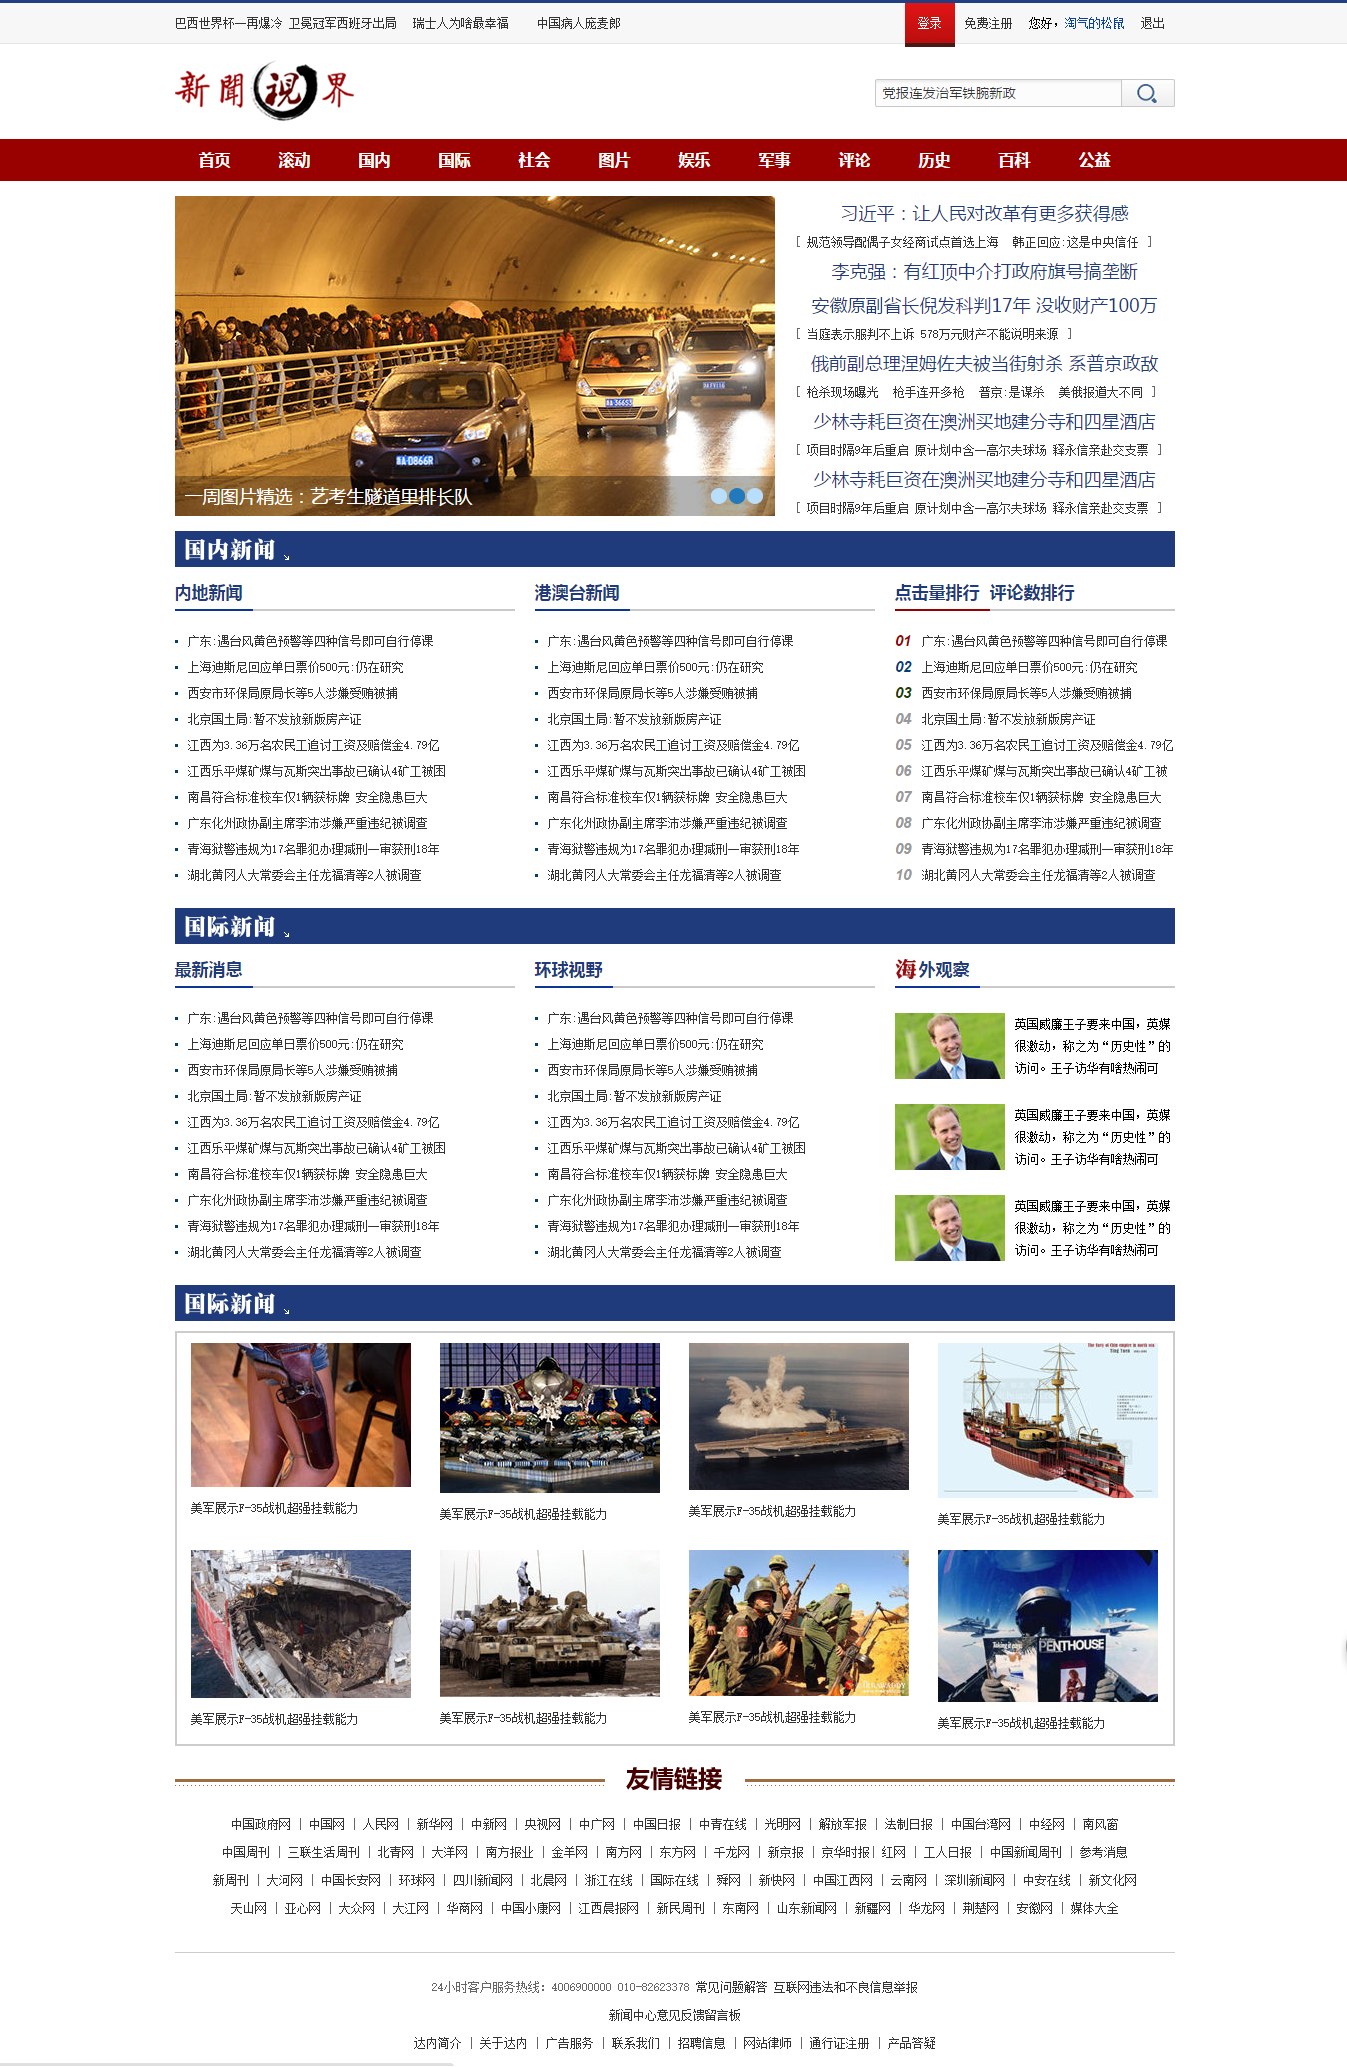 巴西世界杯一再爆冷 卫冕冠军西班牙出局 瑞士人为啥最幸福 中国病人庞麦郎
登录 免费注册 您好，淘气的松鼠 退出
新闻视界
党报连发治军铁腕新政
首页 滚动 国内 国际 社会 图片 娱乐 军事 评论 历史 百科 公益
习近平：让人民对改革有更多获得感
[ 规范领导配偶子女经商试点首选上海 韩正回应:这是中央信任 ]
李克强：有红顶中介打政府旗号搞垄断
安徽原副省长倪发科判17年 没收财产100万
[ 当庭表示服判不上诉 578万元财产不能说明来源 ]
俄前副总理涅姆佐夫被当街射杀 系普京政敌
[ 枪杀现场曝光 枪手连开多枪 普京:是谋杀 美俄报道大不同 ]
少林寺耗巨资在澳洲买地建分寺和四星酒店
[ 项目时隔9年后重启 原计划中含一高尔夫球场 释永信亲赴交支票 ]
少林寺耗巨资在澳洲买地建分寺和四星酒店
[ 项目时隔9年后重启 原计划中含一高尔夫球场 释永信亲赴交支票 ]
一周图片精选：艺考生隧道里排长队
国内新闻
内地新闻
广东:遇台风黄色预警等四种信号即可自行停课
上海迪斯尼回应单日票价500元:仍在研究
西安市环保局原局长等5人涉嫌受贿被捕
北京国土局:暂不发放新版房产证
江西为3.36万名农民工追讨工资及赔偿金4.79亿
江西乐平煤矿煤与瓦斯突出事故已确认4矿工被困
南昌符合标准校车仅1辆获标牌 安全隐患巨大
广东化州政协副主席李沛涉嫌严重违纪被调查
青海狱警违规为17名罪犯办理减刑一审获刑18年
湖北黄冈人大常委会主任龙福清等2人被调查
港澳台新闻
广东:遇台风黄色预警等四种信号即可自行停课
上海迪斯尼回应单日票价500元:仍在研究
西安市环保局原局长等5人涉嫌受贿被捕
北京国土局:暂不发放新版房产证
江西为3.36万名农民工追讨工资及赔偿金4.79亿
江西乐平煤矿煤与瓦斯突出事故已确认4矿工被困
南昌符合标准校车仅1辆获标牌 安全隐患巨大
广东化州政协副主席李沛涉嫌严重违纪被调查
青海狱警违规为17名罪犯办理减刑一审获刑18年
湖北黄冈人大常委会主任龙福清等2人被调查
点击量排行 评论数排行
01 广东:遇台风黄色预警等四种信号即可自行停课
02 上海迪斯尼回应单日票价500元:仍在研究
03 西安市环保局原局长等5人涉嫌受贿被捕
04 北京国土局:暂不发放新版房产证
05 江西为3.36万名农民工追讨工资及赔偿金4.79亿
06 江西乐平煤矿煤与瓦斯突出事故已确认4矿工被
07 南昌符合标准校车仅1辆获标牌 安全隐患巨大
08 广东化州政协副主席李沛涉嫌严重违纪被调查
09 青海狱警违规为17名罪犯办理减刑一审获刑18年
10 湖北黄冈人大常委会主任龙福清等2人被调查
国际新闻
最新消息
广东:遇台风黄色预警等四种信号即可自行停课
上海迪斯尼回应单日票价500元:仍在研究
西安市环保局原局长等5人涉嫌受贿被捕
北京国土局:暂不发放新版房产证
江西为3.36万名农民工追讨工资及赔偿金4.79亿
江西乐平煤矿煤与瓦斯突出事故已确认4矿工被困
南昌符合标准校车仅1辆获标牌 安全隐患巨大
广东化州政协副主席李沛涉嫌严重违纪被调查
青海狱警违规为17名罪犯办理减刑一审获刑18年
湖北黄冈人大常委会主任龙福清等2人被调查
环球视野
广东:遇台风黄色预警等四种信号即可自行停课
上海迪斯尼回应单日票价500元:仍在研究
西安市环保局原局长等5人涉嫌受贿被捕
北京国土局:暂不发放新版房产证
江西为3.36万名农民工追讨工资及赔偿金4.79亿
江西乐平煤矿煤与瓦斯突出事故已确认4矿工被困
南昌符合标准校车仅1辆获标牌 安全隐患巨大
广东化州政协副主席李沛涉嫌严重违纪被调查
青海狱警违规为17名罪犯办理减刑一审获刑18年
湖北黄冈人大常委会主任龙福清等2人被调查
海外观察
英国威廉王子要来中国，英媒
很激动，称之为“历史性”的
访问。王子访华有啥热闹可
英国威廉王子要来中国，英媒
很激动，称之为“历史性”的
访问。王子访华有啥热闹可
英国威廉王子要来中国，英媒
很激动，称之为“历史性”的
访问。王子访华有啥热闹可
国际新闻
美军展示F-35战机超强挂载能力
美军展示F-35战机超强挂载能力
美军展示F-35战机超强挂载能力
美军展示F-35战机超强挂载能力
PENTHOUSE
美军展示F-35战机超强挂载能力
美军展示F-35战机超强挂载能力
美军展示F-35战机超强挂载能力
美军展示F-35战机超强挂载能力
友情链接
中国政府网 | 中国网 | 人民网 | 新华网 | 中新网 | 央视网 | 中广网 | 中国日报 | 中青在线 | 光明网 | 解放军报 | 法制日报 | 中国台湾网 | 中经网 | 南风窗
中国周刊 | 三联生活周刊 | 北青网 | 大洋网 | 南方报业 | 金羊网 | 南方网 | 东方网 | 千龙网 | 新京报 | 京华时报| 红网 | 工人日报 | 中国新闻周刊 | 参考消息
新周刊 | 大河网 | 中国长安网 | 环球网 | 四川新闻网 | 北晨网 | 浙江在线 | 国际在线 | 舜网 | 新快网 | 中国江西网 | 云南网 | 深圳新闻网 | 中安在线 | 新文化网
天山网 | 亚心网 | 大众网 | 大江网 | 华商网 | 中国小康网 | 江西晨报网 | 新民周刊 | 东南网 | 山东新闻网 | 新疆网 | 华龙网 | 荆楚网 | 安徽网 | 媒体大全
24小时客户服务热线: 4006900000 010-82623378 常见问题解答 互联网违法和不良信息举报
新闻中心意见反馈留言板
达内简介 | 关于达内 | 广告服务 | 联系我们 | 招聘信息 | 网站律师 | 通行证注册 | 产品答疑